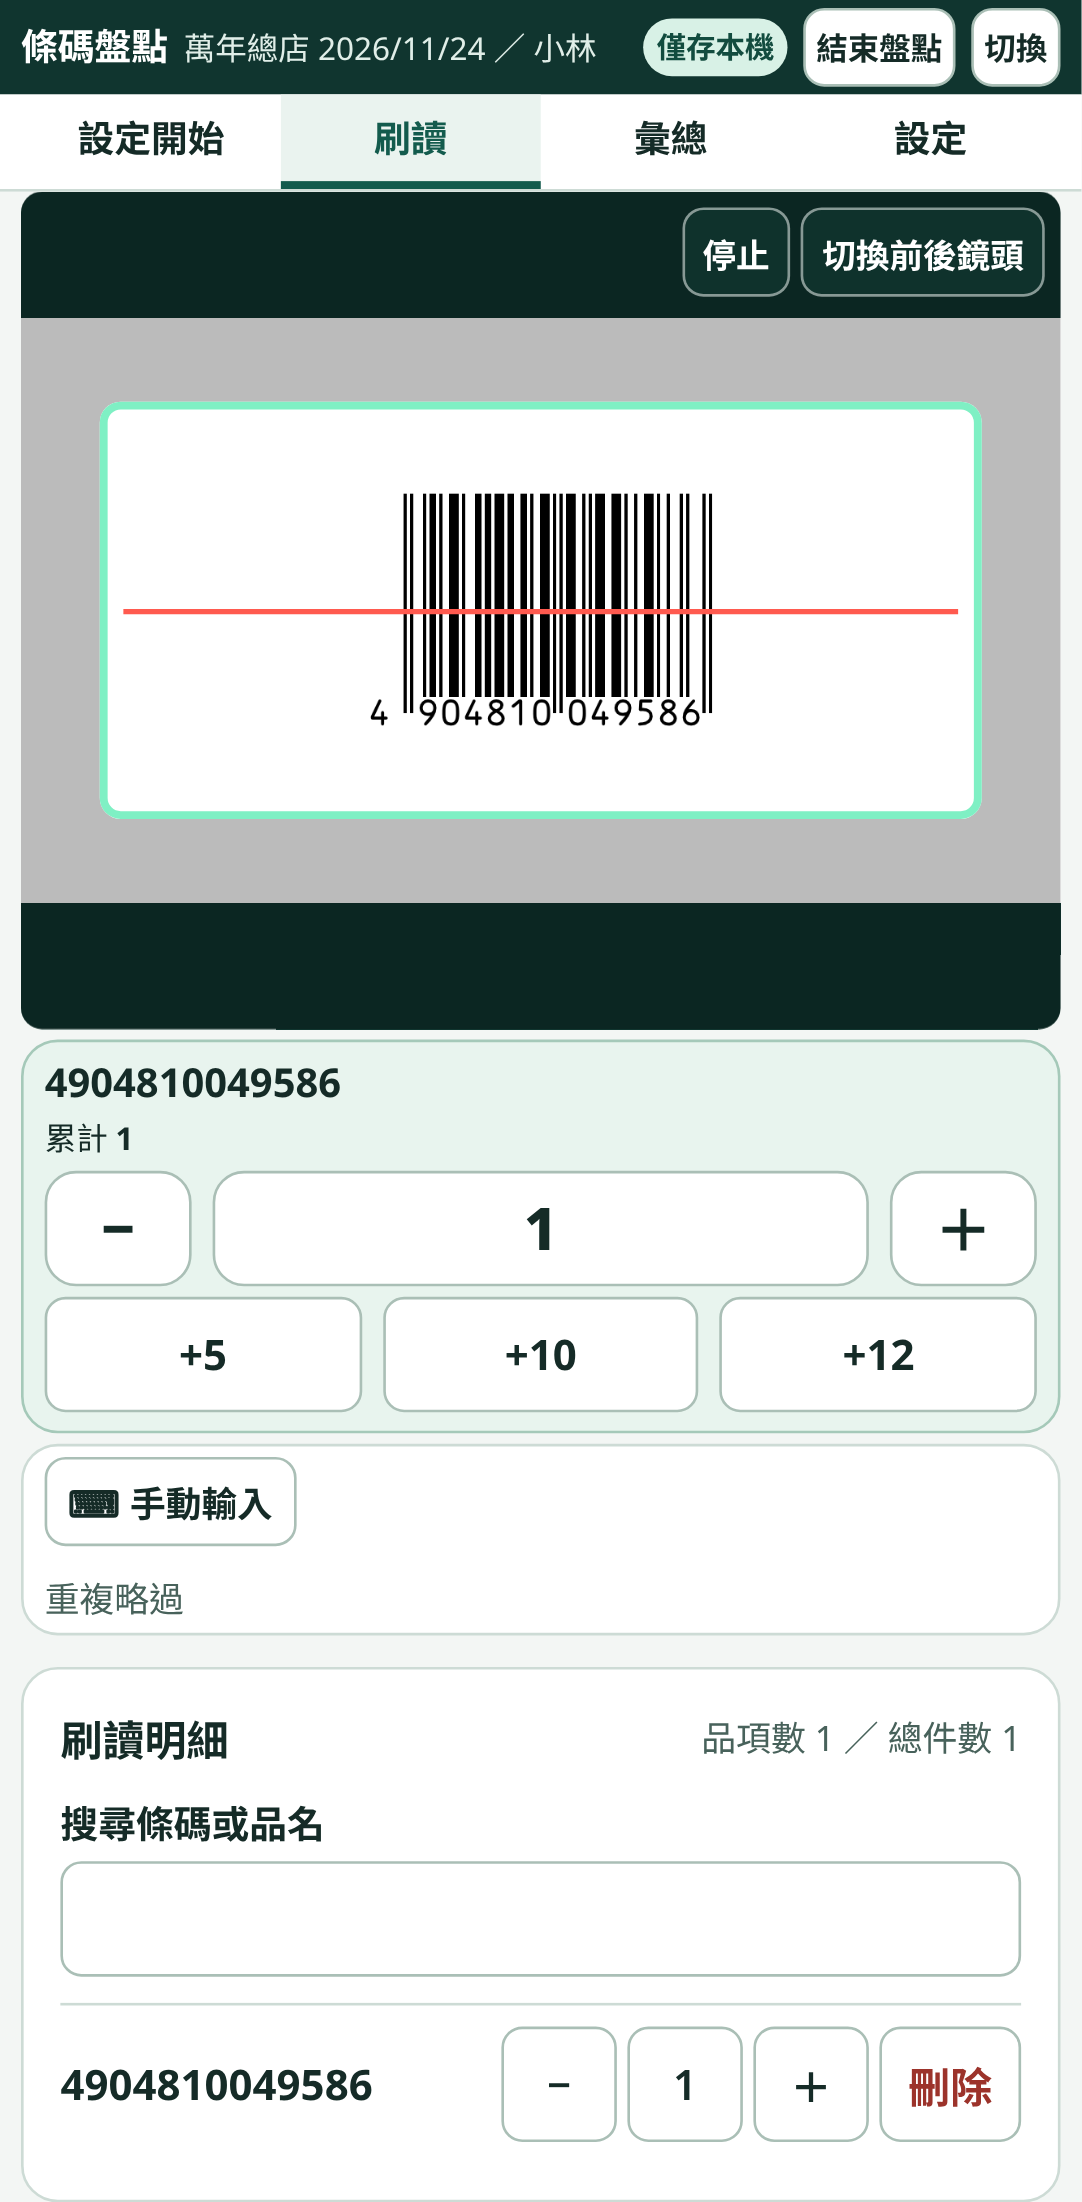 條碼盤點 萬年總店 2026/11/24 ／ 小林 僅存本機 結束盤點 切換
設定開始 刷讀 彙總 設定
停止 切換前後鏡頭
4 904810 049586
4904810049586
累計 1
− 1 ＋
+5 +10 +12
⌨ 手動輸入
重複略過
刷讀明細 品項數 1 ／ 總件數 1
搜尋條碼或品名
4904810049586 − 1 ＋ 刪除